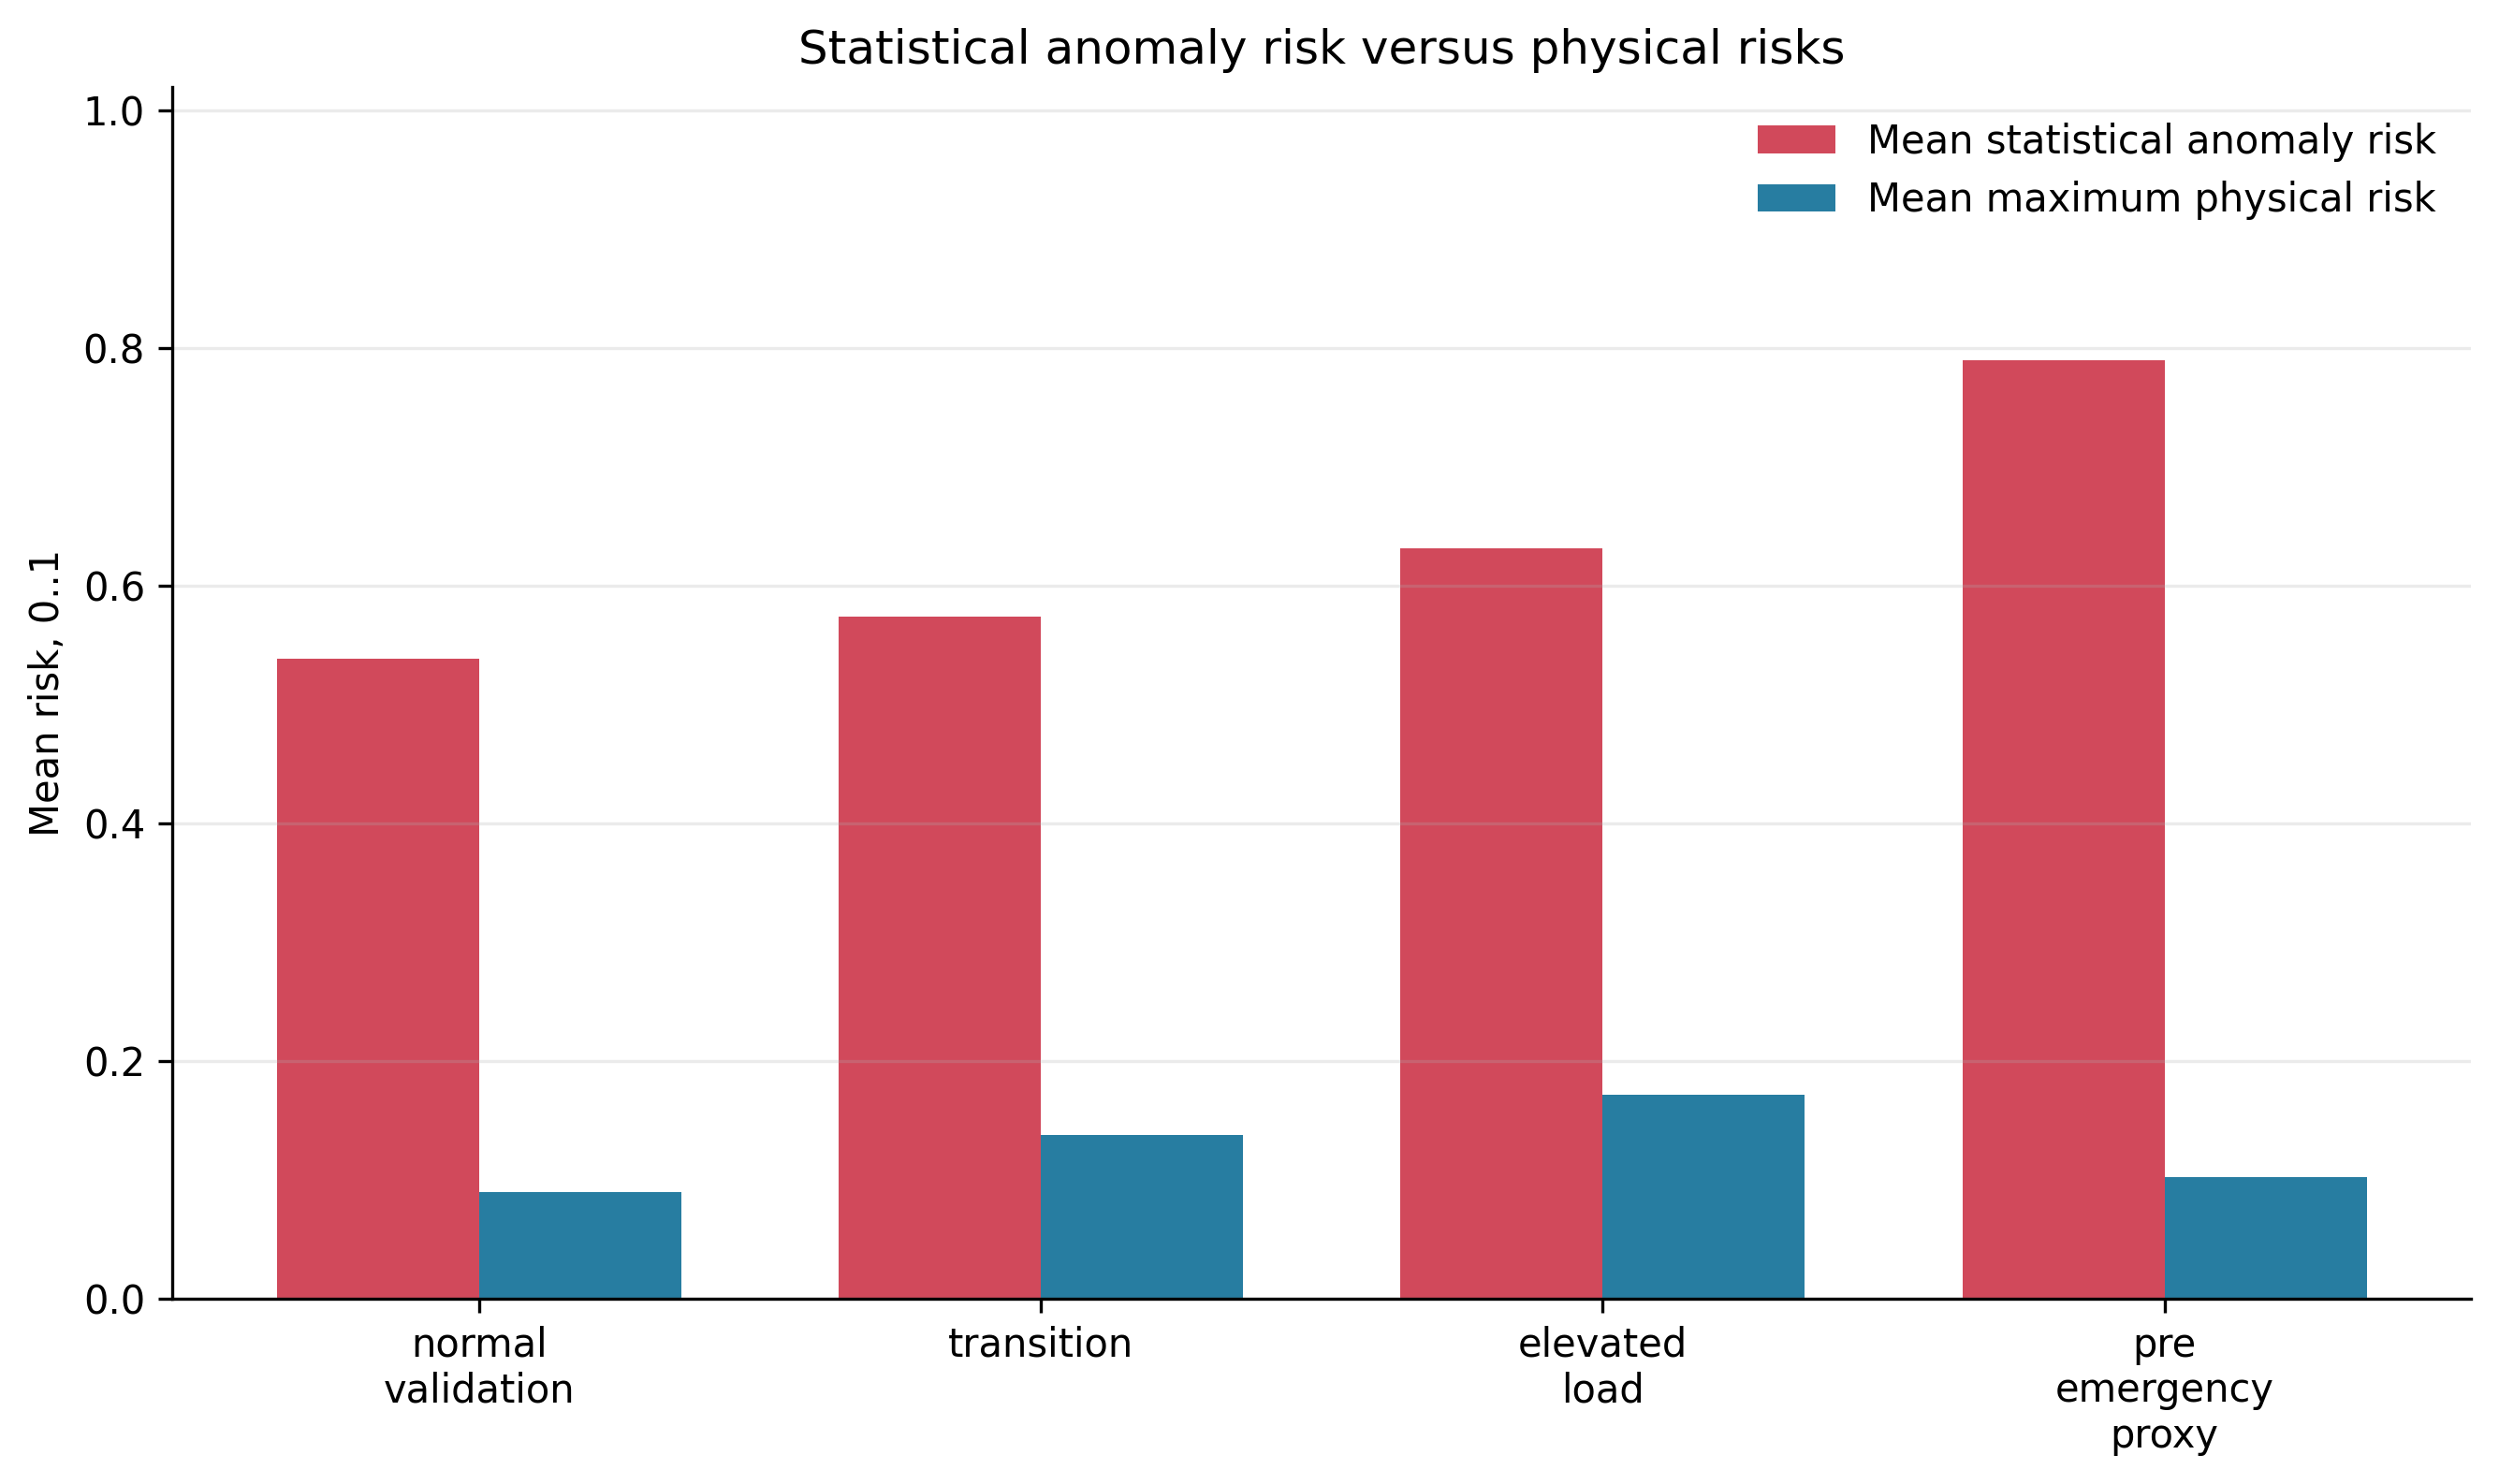 Statistical anomaly risk versus physical risks
Mean statistical anomaly risk
Mean maximum physical risk
Mean risk, 0..1
1.0
0.8
0.6
0.4
0.2
0.0
normal
validation
transition
elevated
load
pre
emergency
proxy